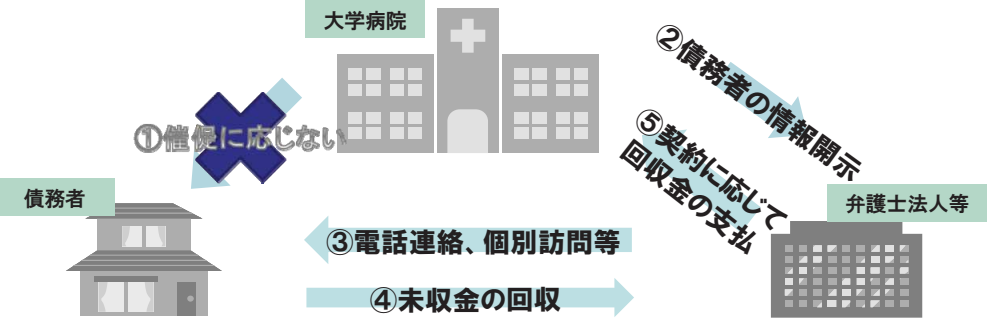 大学病院
①催促に応じない
②債務者の情報開示
⑤契約に応じて
回収金の支払
債務者
弁護士法人等
③電話連絡、個別訪問等
④未収金の回収